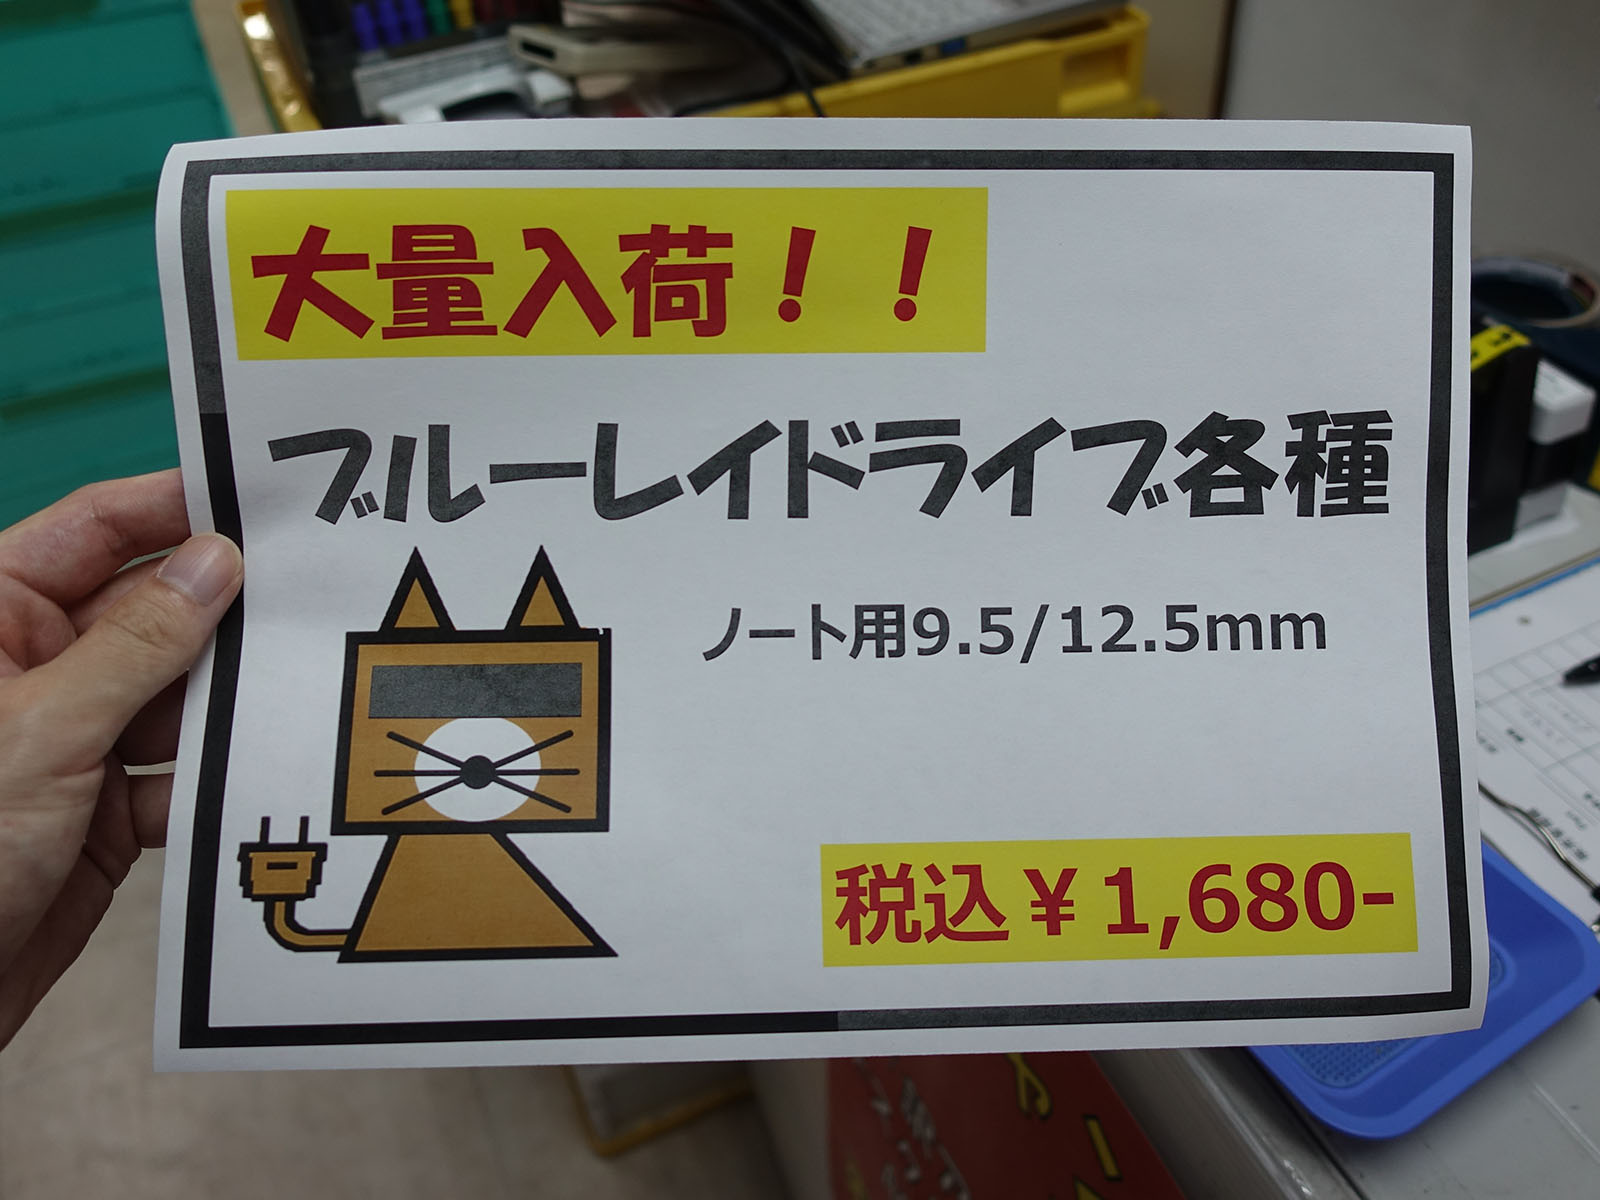 大量入荷！！
ブルーレイドライブ各種
ノート用9.5/12.5mm
税込￥1,680-